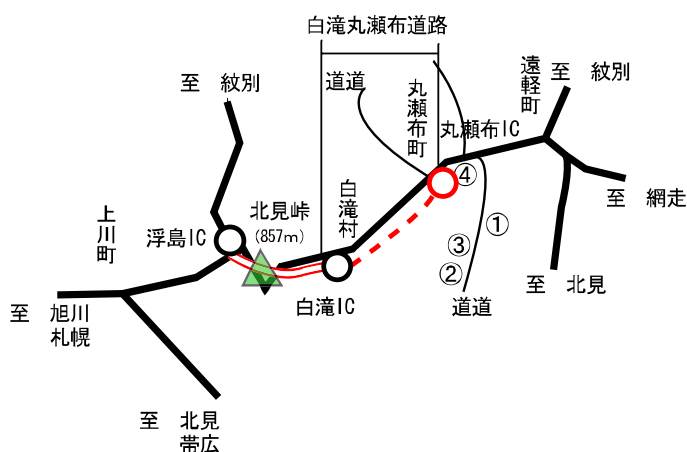 白滝丸瀬布道路
至 紋別
道道
丸瀬布町
遠軽町
至 紋別
丸瀬布IC
④
至 網走
白滝村
北見峠
(857m)
上川町
浮島IC
①
③
②
至 北見
道道
白滝IC
至 旭川
札幌
至 北見
帯広